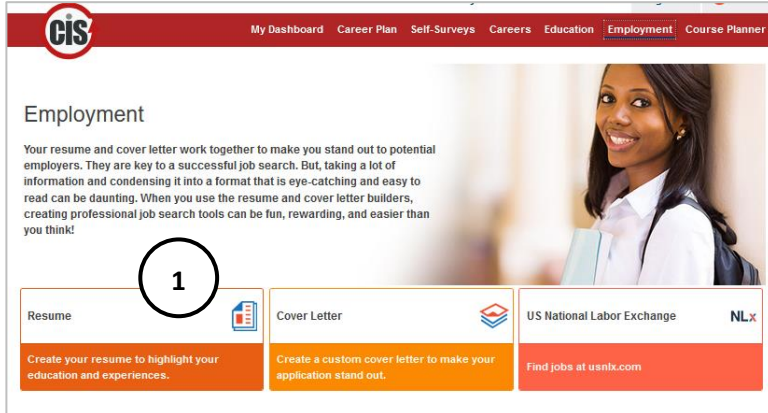 CIS
My Dashboard Career Plan Self-Surveys Careers Education Employment Course Planner
Employment
Your resume and cover letter work together to make you stand out to potential
employers. They are key to a successful job search. But, taking a lot of
information and condensing it into a format that is eye-catching and easy to
read can be daunting. When you use the resume and cover letter builders,
creating professional job search tools can be fun, rewarding, and easier than
you think!
1
Resume
Create your resume to highlight your
education and experiences.
Cover Letter
Create a custom cover letter to make your
application stand out.
US National Labor Exchange NLx
Find jobs at usnlx.com